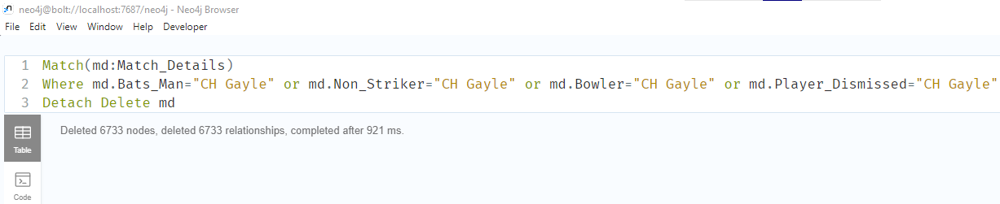 neo4j@bolt://localhost:7687/neo4j - Neo4j Browser
File Edit View Window Help Developer
1 Match(md:Match_Details)
2 Where md.Bats_Man="CH Gayle" or md.Non_Striker="CH Gayle" or md.Bowler="CH Gayle" or md.Player_Dismissed="CH Gayle"
3 Detach Delete md
Deleted 6733 nodes, deleted 6733 relationships, completed after 921 ms.
Table
Code